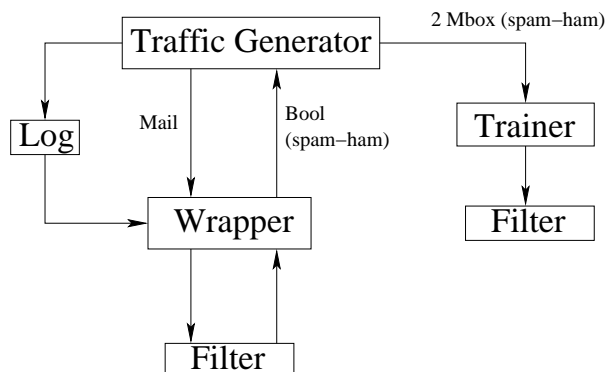 2 Mbox (spam−ham)
Traffic Generator
Mail
Bool
(spam−ham)
Log
Trainer
Wrapper
Filter
Filter